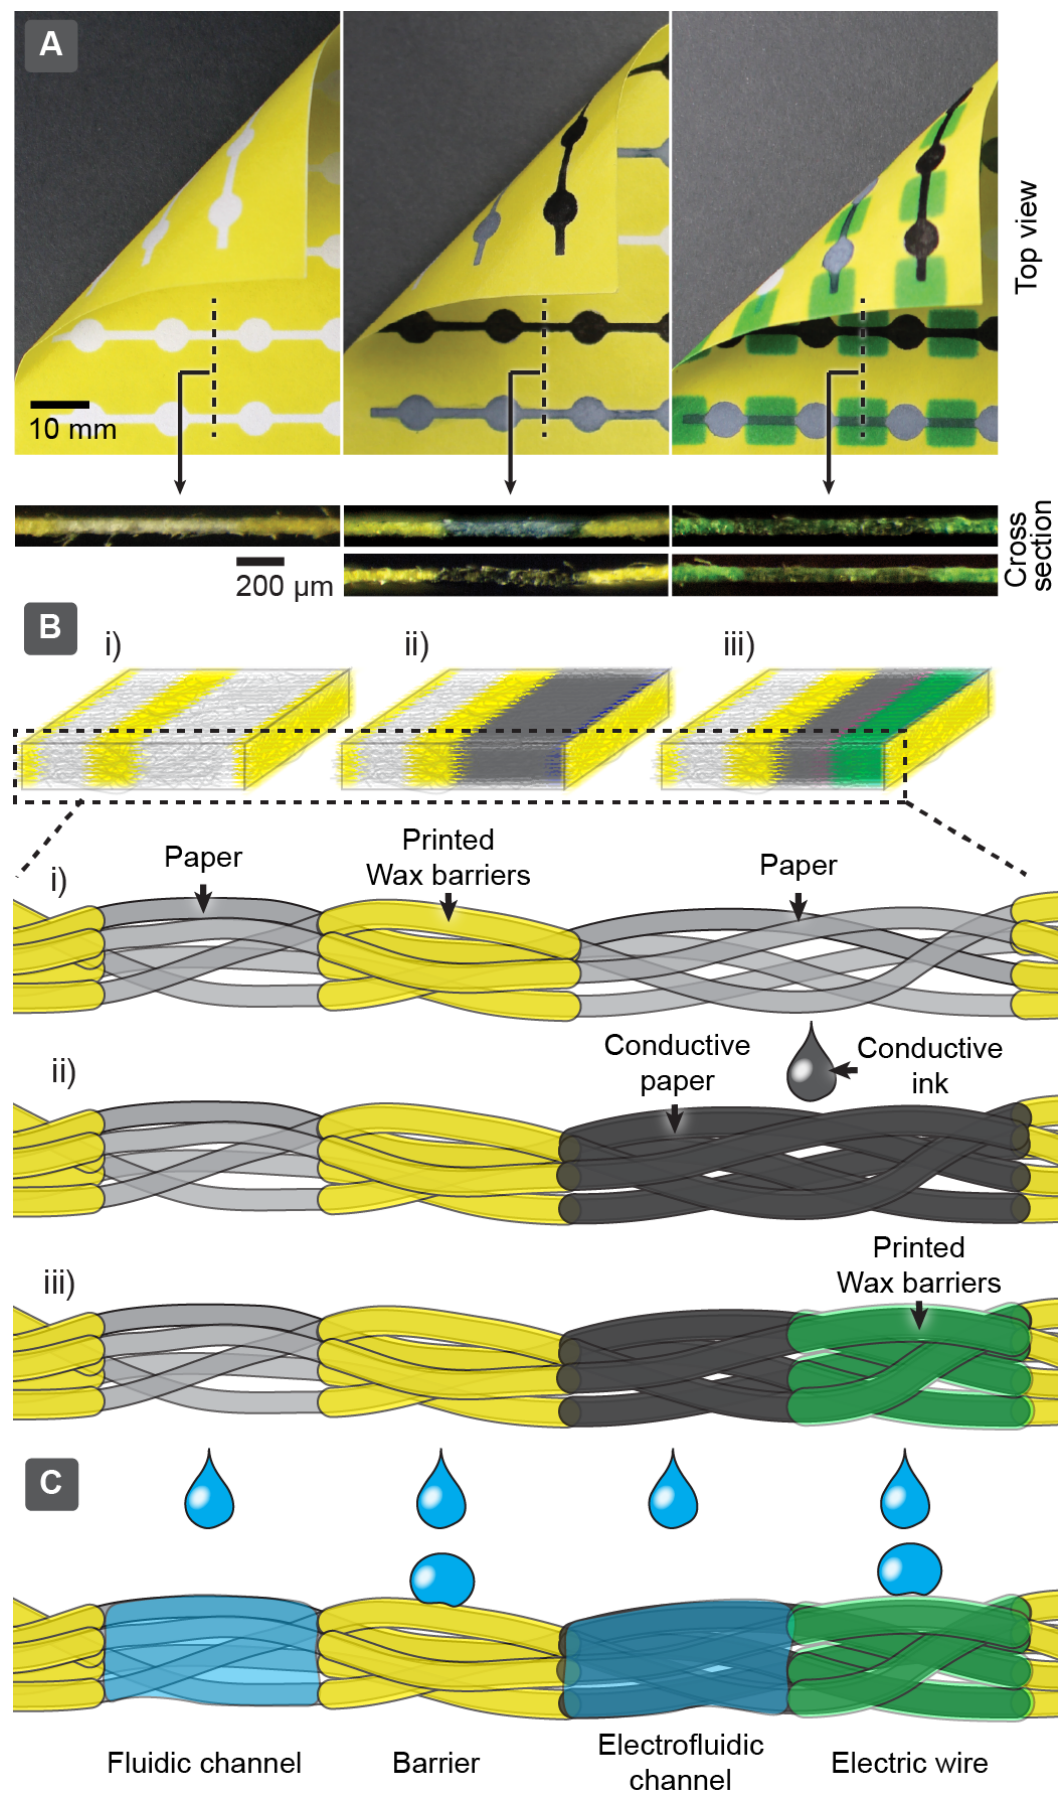 A
Top view
10 mm
Cross
section
200 µm
B
i)
ii)
iii)
Paper
Printed
Wax barriers
Paper
i)
Conductive
paper
Conductive
ink
ii)
Printed
Wax barriers
iii)
C
Fluidic channel
Barrier
Electrofluidic
channel
Electric wire